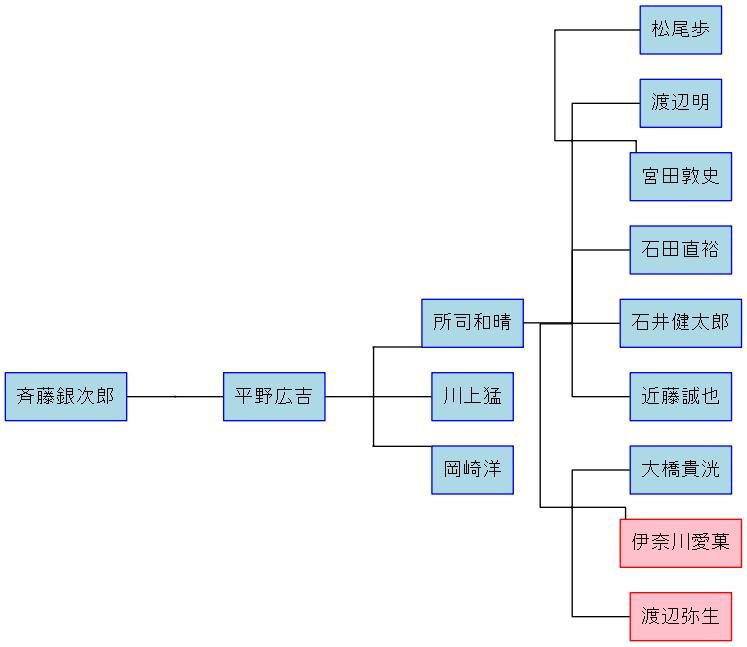 松尾歩
渡辺明
宮田敦史
石田直裕
所司和晴
石井健太郎
斉藤銀次郎
平野広吉
川上猛
近藤誠也
岡崎洋
大橋貴洸
伊奈川愛菓
渡辺弥生